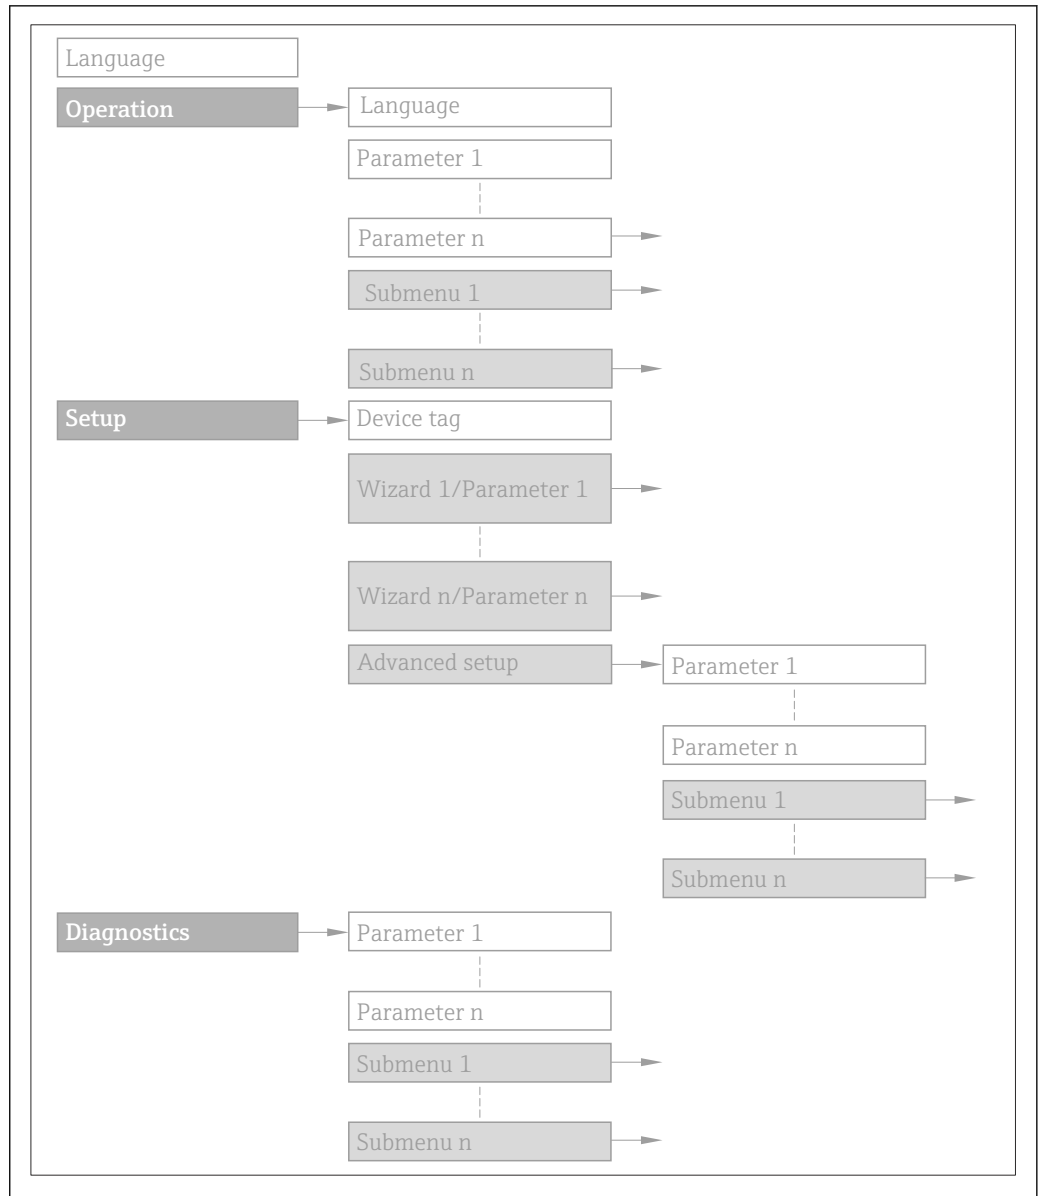 Language
Operation
Language
Parameter 1
Parameter n
Submenu 1
Submenu n
Setup
Device tag
Wizard 1/Parameter 1
Wizard n/Parameter n
Advanced setup
Parameter 1
Parameter n
Submenu 1
Submenu n
Diagnostics
Parameter 1
Parameter n
Submenu 1
Submenu n